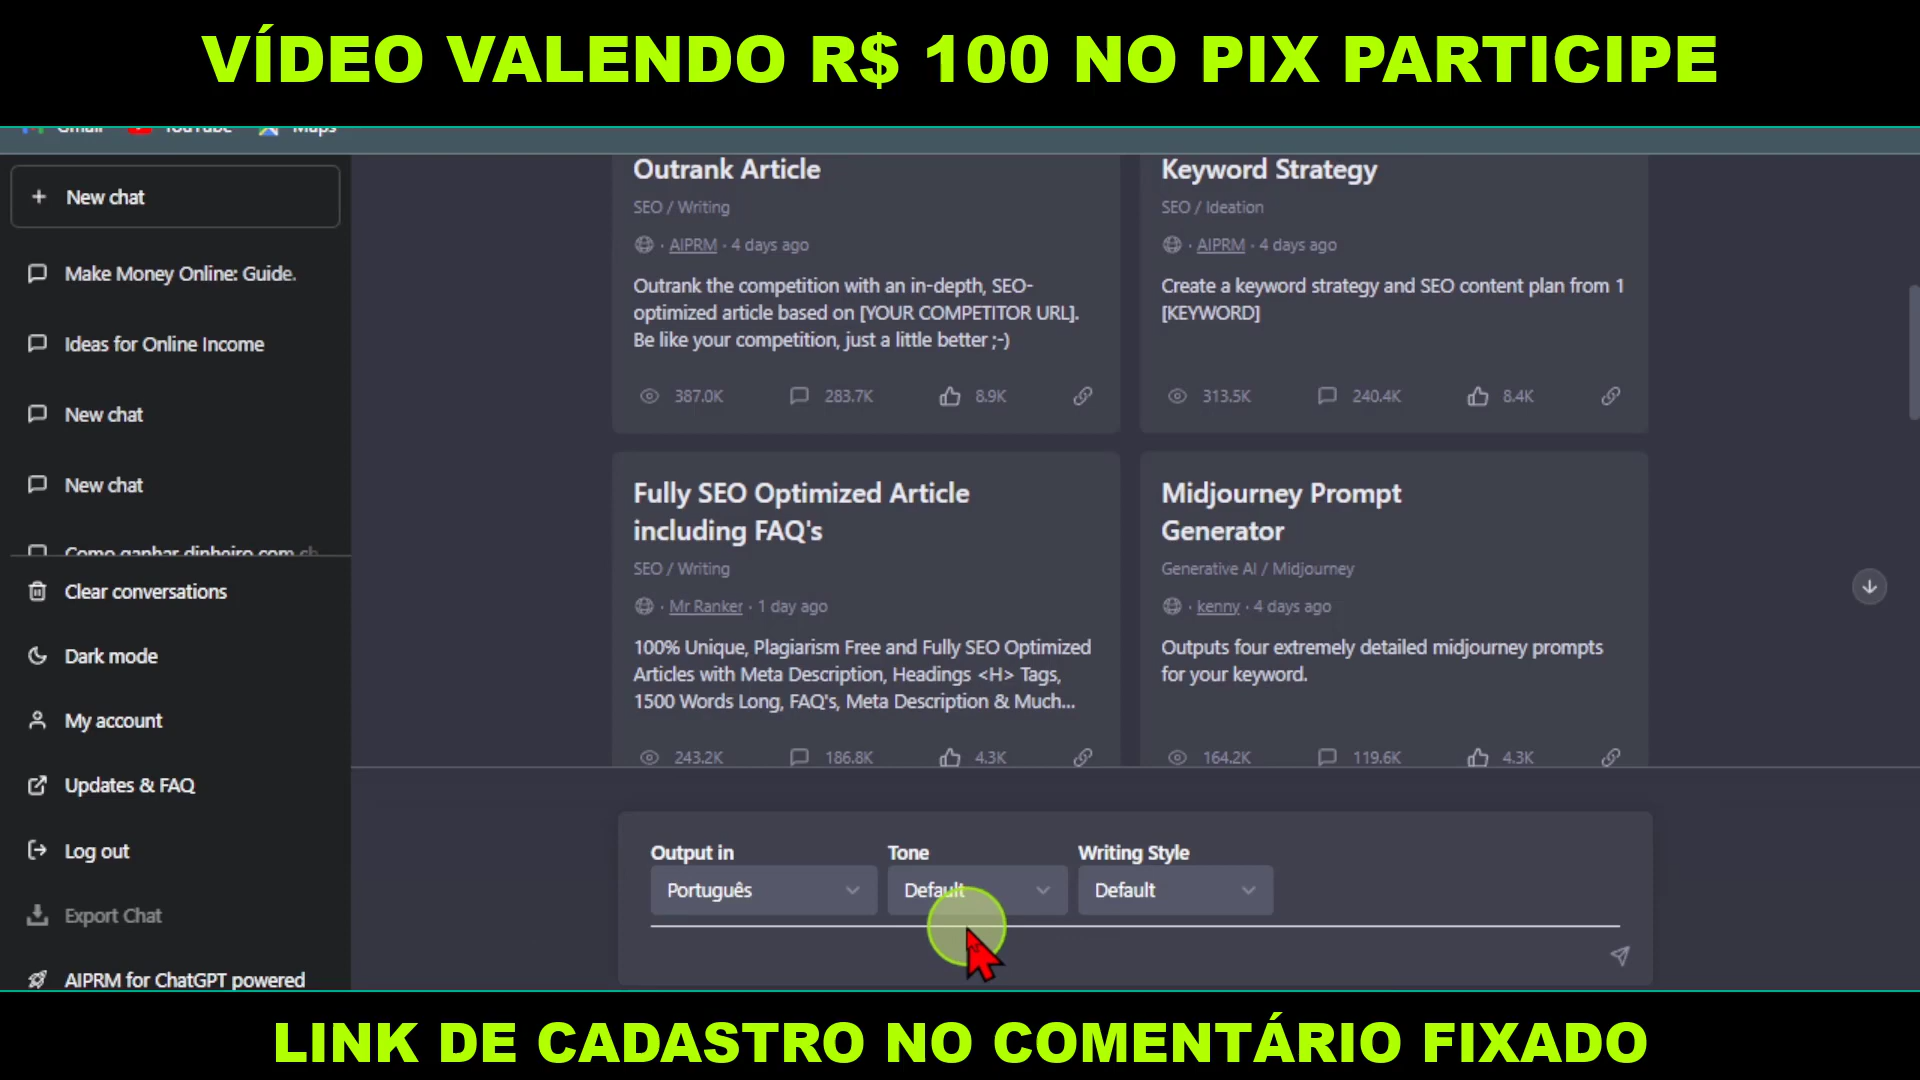 VÍDEO VALENDO R$ 100 NO PIX PARTICIPE
Gmail YouTube Maps
New chat
Make Money Online: Guide.
Ideas for Online Income
New chat
New chat
Como ganhar dinheiro com ch
Clear conversations
Dark mode
My account
Updates & FAQ
Log out
Export Chat
AIPRM for ChatGPT powered
Outrank Article
SEO / Writing
· AIPRM · 4 days ago
Outrank the competition with an in-depth, SEO-
optimized article based on [YOUR COMPETITOR URL].
Be like your competition, just a little better ;-)
387.0K 283.7K 8.9K
Keyword Strategy
SEO / Ideation
· AIPRM · 4 days ago
Create a keyword strategy and SEO content plan from 1
[KEYWORD]
313.5K 240.4K 8.4K
Fully SEO Optimized Article
including FAQ's
SEO / Writing
· Mr Ranker · 1 day ago
100% Unique, Plagiarism Free and Fully SEO Optimized
Articles with Meta Description, Headings <H> Tags,
1500 Words Long, FAQ's, Meta Description & Much...
243.2K 186.8K 4.3K
Midjourney Prompt
Generator
Generative AI / Midjourney
· kenny · 4 days ago
Outputs four extremely detailed midjourney prompts
for your keyword.
164.2K 119.6K 4.3K
Output in Tone Writing Style
Português Default Default
LINK DE CADASTRO NO COMENTÁRIO FIXADO